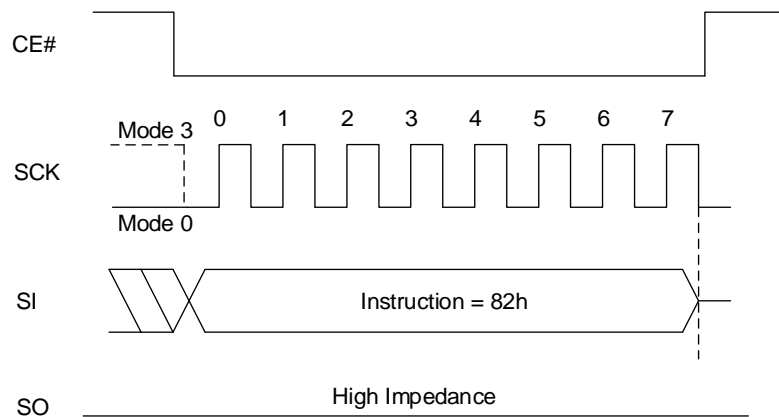 CE#
Mode 3
0 1 2 3 4 5 6 7
SCK
Mode 0
SI
Instruction = 82h
SO
High Impedance